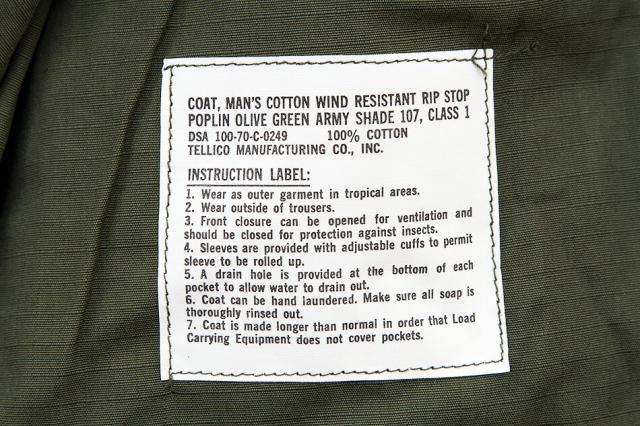 COAT, MAN'S COTTON WIND RESISTANT RIP STOP
POPLIN OLIVE GREEN ARMY SHADE 107, CLASS 1
DSA 100-70-C-0249 100% COTTON
TELLICO MANUFACTURING CO., INC.
INSTRUCTION LABEL:
1. Wear as outer garment in tropical areas.
2. Wear outside of trousers.
3. Front closure can be opened for ventilation and
should be closed for protection against insects.
4. Sleeves are provided with adjustable cuffs to permit
sleeve to be rolled up.
5. A drain hole is provided at the bottom of each
pocket to allow water to drain out.
6. Coat can be hand laundered. Make sure all soap is
thoroughly rinsed out.
7. Coat is made longer than normal in order that Load
Carrying Equipment does not cover pockets.